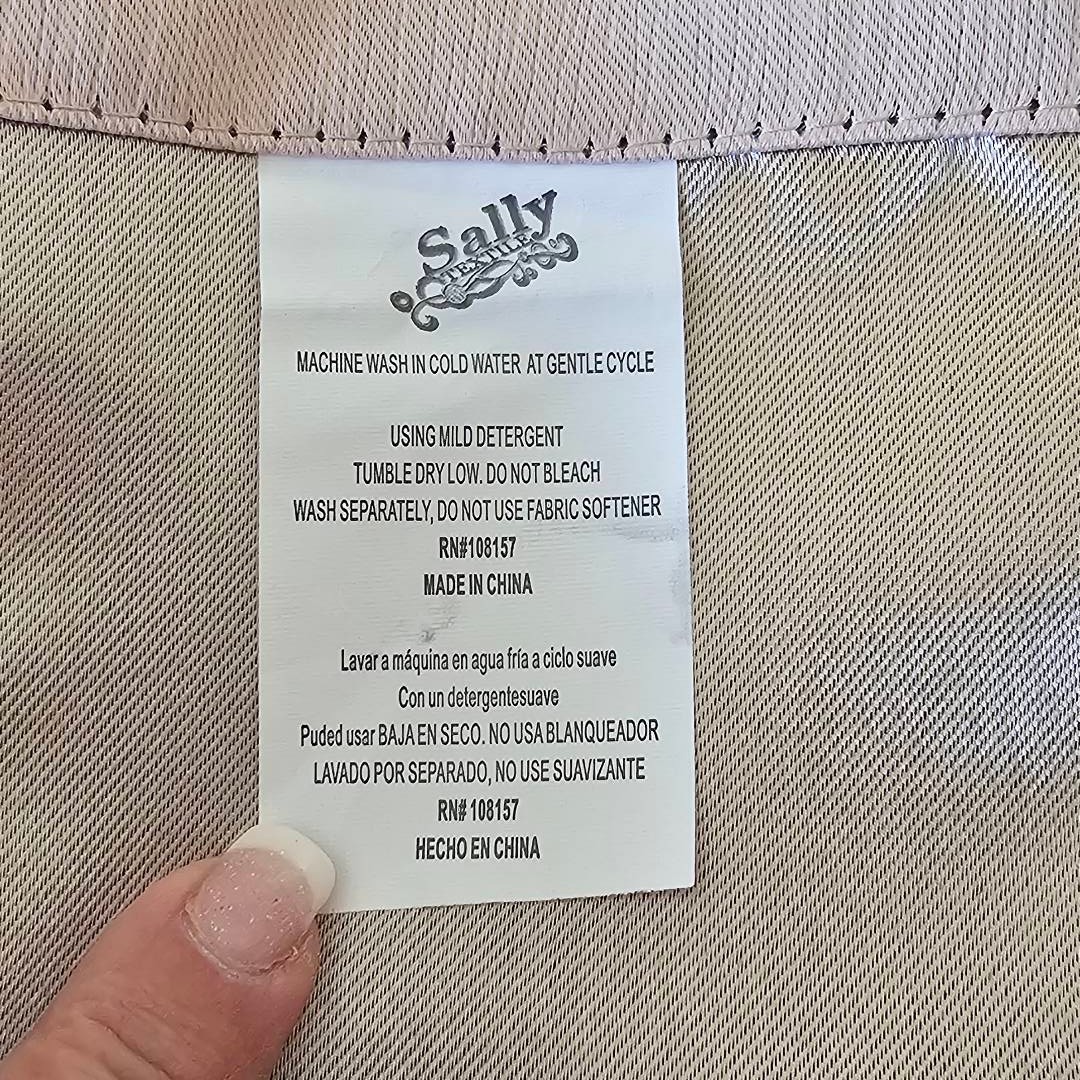 Sally
TEXTILE
MACHINE WASH IN COLD WATER AT GENTLE CYCLE
USING MILD DETERGENT
TUMBLE DRY LOW. DO NOT BLEACH
WASH SEPARATELY, DO NOT USE FABRIC SOFTENER
RN#108157
MADE IN CHINA
Lavar a máquina en agua fría a ciclo suave
Con un detergentesuave
Puded usar BAJA EN SECO. NO USA BLANQUEADOR
LAVADO POR SEPARADO, NO USE SUAVIZANTE
RN# 108157
HECHO EN CHINA